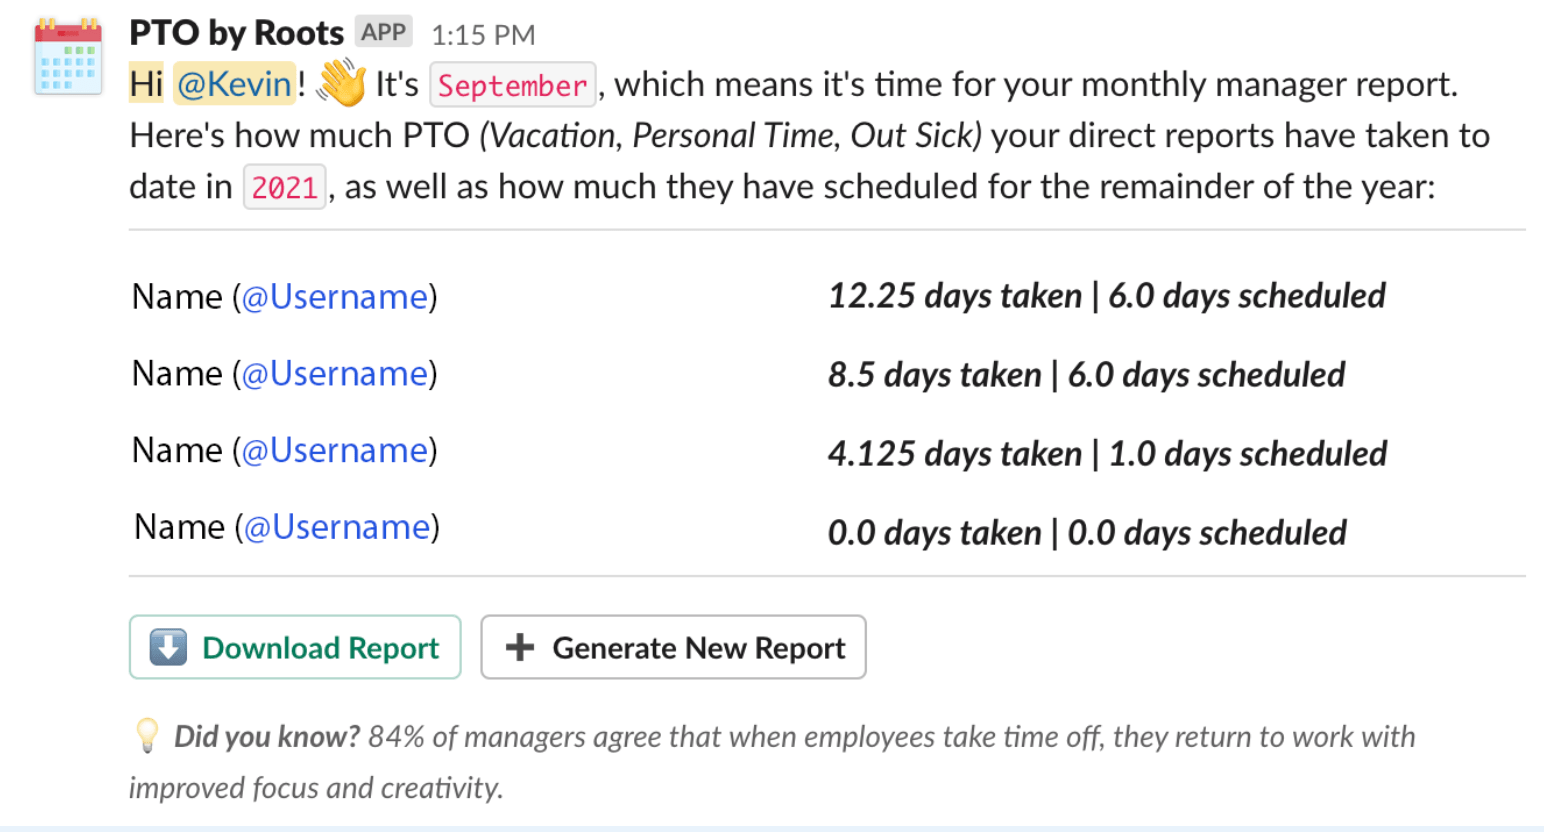 PTO by Roots APP 1:15 PM
Hi @Kevin! 👋 It's September, which means it's time for your monthly manager report.
Here's how much PTO (Vacation, Personal Time, Out Sick) your direct reports have taken to
date in 2021, as well as how much they have scheduled for the remainder of the year:
Name (@Username) 12.25 days taken | 6.0 days scheduled
Name (@Username) 8.5 days taken | 6.0 days scheduled
Name (@Username) 4.125 days taken | 1.0 days scheduled
Name (@Username) 0.0 days taken | 0.0 days scheduled
⬇️ Download Report ➕ Generate New Report
💡 Did you know? 84% of managers agree that when employees take time off, they return to work with
improved focus and creativity.